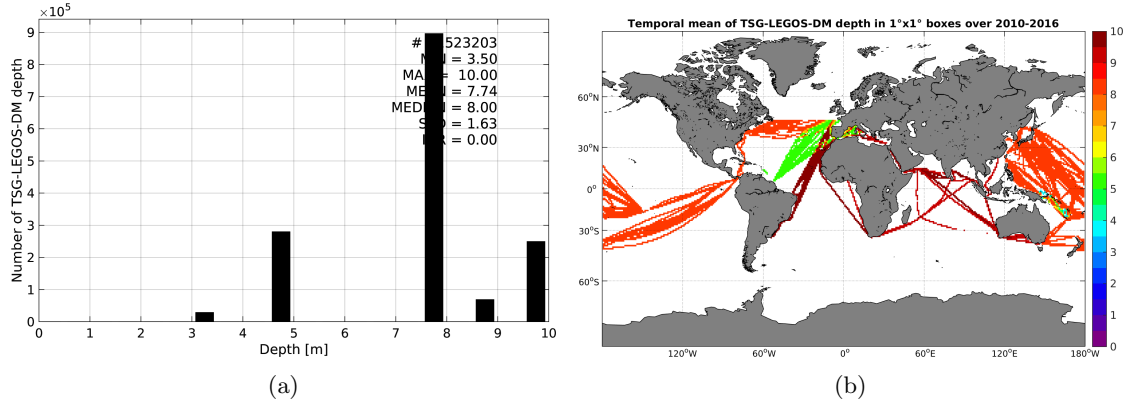 ×10⁵
9
8
7
6
5
4
3
2
1
0
Number of TSG-LEGOS-DM depth
523203
= 3.50
10.00
= 7.74
= 8.00
= 1.63
= 0.00
0 1 2 3 4 5 6 7 8 9 10
Depth [m]
(a)
Temporal mean of TSG-LEGOS-DM depth in 1°x1° boxes over 2010-2016
60°N
30°N
0°
30°S
60°S
120°W 60°W 0° 60°E 120°E 180°W
10
9
8
7
6
5
4
3
2
1
0
(b)